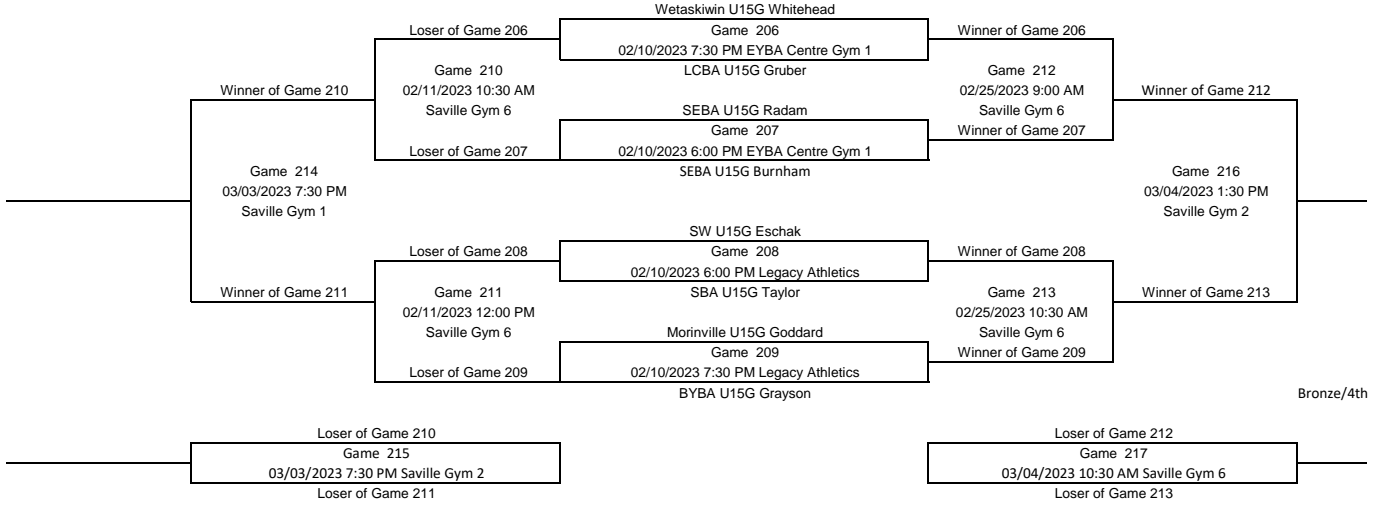 Wetaskiwin U15G Whitehead
Loser of Game 206
Game 206
Winner of Game 206
02/10/2023 7:30 PM EYBA Centre Gym 1
Game 210
LCBA U15G Gruber
Game 212
Winner of Game 210
02/11/2023 10:30 AM
02/25/2023 9:00 AM
Winner of Game 212
Saville Gym 6
SEBA U15G Radam
Saville Gym 6
Game 207
Winner of Game 207
Loser of Game 207
02/10/2023 6:00 PM EYBA Centre Gym 1
Game 214
SEBA U15G Burnham
Game 216
03/03/2023 7:30 PM
03/04/2023 1:30 PM
Saville Gym 1
Saville Gym 2
SW U15G Eschak
Loser of Game 208
Game 208
Winner of Game 208
02/10/2023 6:00 PM Legacy Athletics
Winner of Game 211
Game 211
SBA U15G Taylor
Game 213
Winner of Game 213
02/11/2023 12:00 PM
02/25/2023 10:30 AM
Saville Gym 6
Morinville U15G Goddard
Saville Gym 6
Game 209
Winner of Game 209
Loser of Game 209
02/10/2023 7:30 PM Legacy Athletics
BYBA U15G Grayson
Bronze/4th
Loser of Game 210
Loser of Game 212
Game 215
Game 217
03/03/2023 7:30 PM Saville Gym 2
03/04/2023 10:30 AM Saville Gym 6
Loser of Game 211
Loser of Game 213